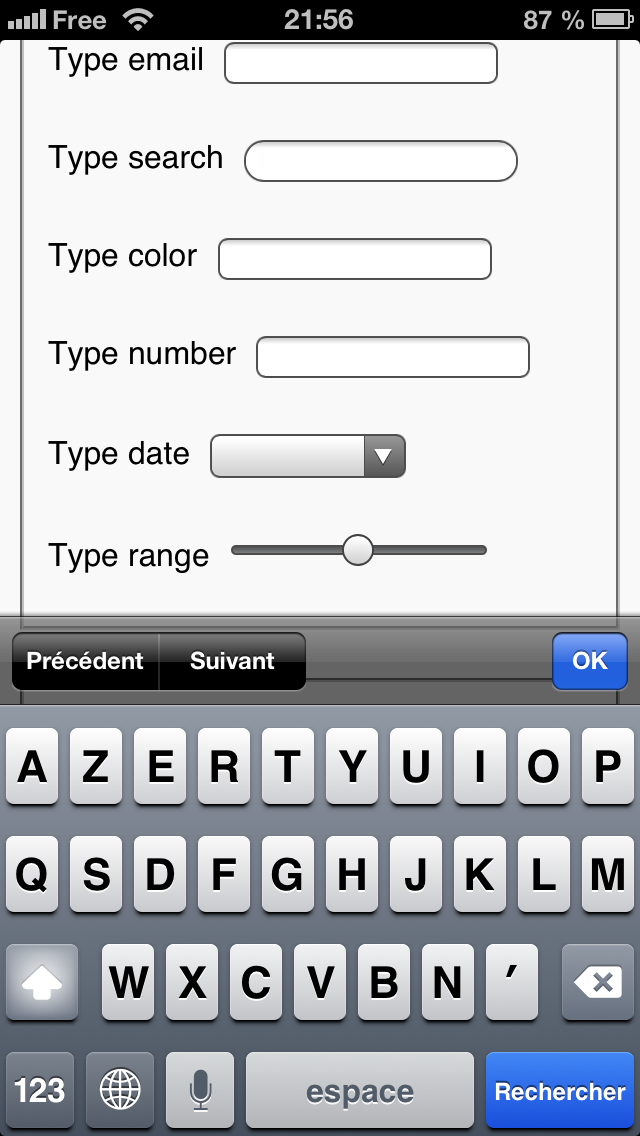 Free 21:56 87 %
Type email
Type search
Type color
Type number
Type date
Type range
Précédent Suivant OK
A Z E R T Y U I O P
Q S D F G H J K L M
W X C V B N ′
123 espace Rechercher